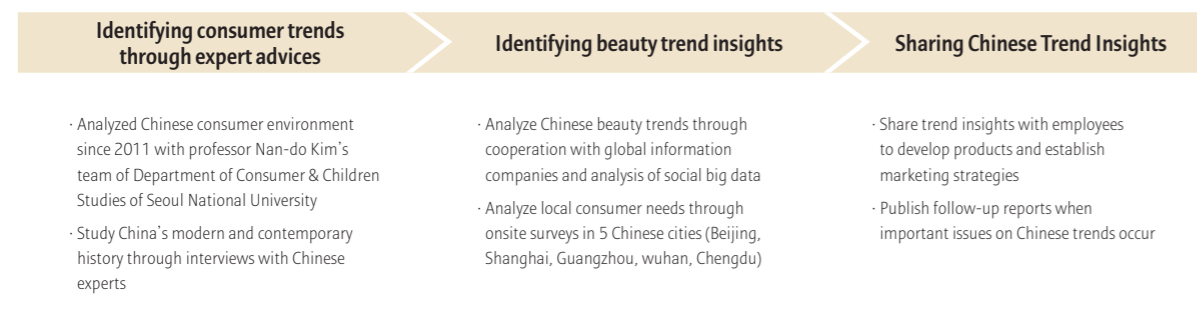 Identifying consumer trends
through expert advices
· Analyzed Chinese consumer environment
since 2011 with professor Nan-do Kim's
team of Department of Consumer & Children
Studies of Seoul National University
· Study China's modern and contemporary
history through interviews with Chinese
experts
Identifying beauty trend insights
· Analyze Chinese beauty trends through
cooperation with global information
companies and analysis of social big data
· Analyze local consumer needs through
onsite surveys in 5 Chinese cities (Beijing,
Shanghai, Guangzhou, wuhan, Chengdu)
Sharing Chinese Trend Insights
· Share trend insights with employees
to develop products and establish
marketing strategies
· Publish follow-up reports when
important issues on Chinese trends occur